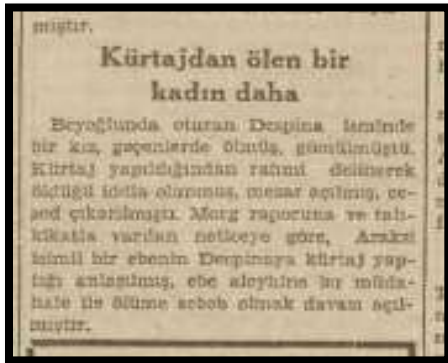 mıştır.
Kürtajdan ölen bir
kadın daha
Beyoğlunda oturan Despina isminde
bir kız, geçenlerde ölmüş, gömülmüştü.
Kürtaj yapıldığından rahmi delinerek
öldüğü iddia olunmuş, mezar açılmış, ce-
sed çıkarılmıştı. Morg raporuna ve tah-
kikatla varılan neticeye göre, Araksi
isimli bir ebenin Despinaya kürtaj yap-
tığı anlaşılmış, ebe aleyhine bu müda-
hale ile ölüme sebeb olmak davası açıl-
mıştır.